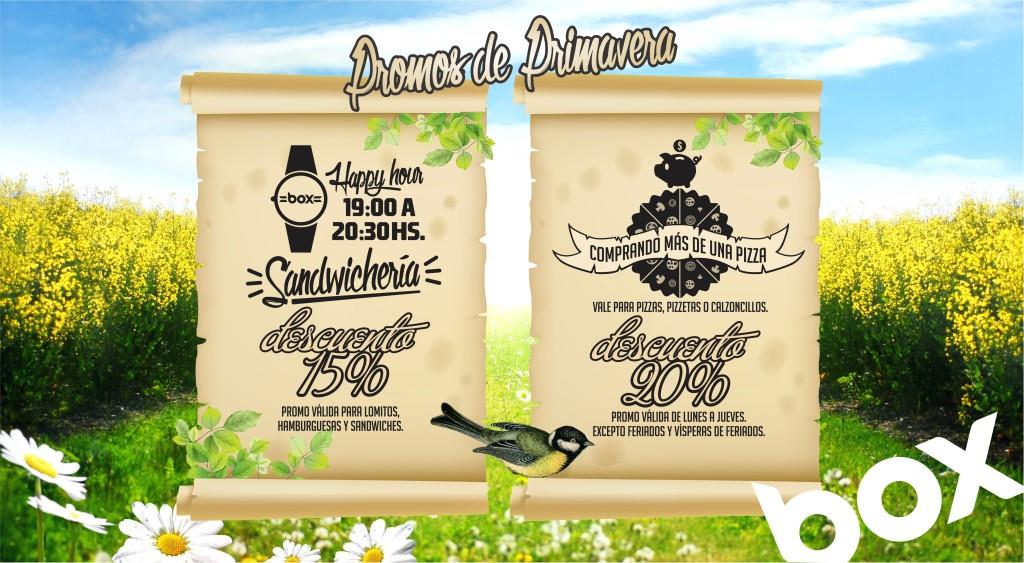 Promos de Primavera
=box=
Happy hour
19:00 A
20:30HS.
Sandwichería
descuento
15%
PROMO VÁLIDA PARA LOMITOS,
HAMBURGUESAS Y SANDWICHES.
$
COMPRANDO MÁS DE UNA PIZZA
VALE PARA PIZZAS, PIZZETAS O CALZONCILLOS.
descuento
20%
PROMO VÁLIDA DE LUNES A JUEVES.
EXCEPTO FERIADOS Y VÍSPERAS DE FERIADOS.
box